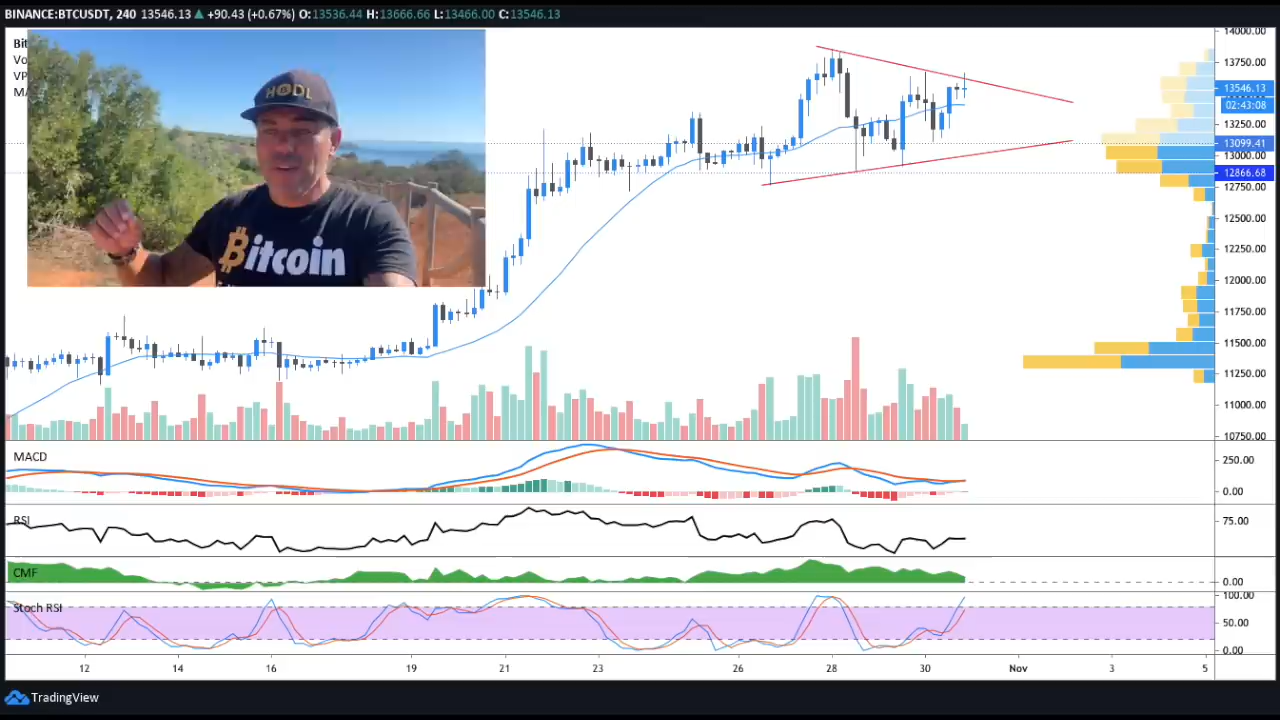 BINANCE:BTCUSDT, 240 13546.13 ▲ +90.43 (+0.67%) O:13536.44 H:13666.66 L:13466.00 C:13546.13
14000.00
Bit
Vo
VP
M
HODL
Bitcoin
13750.00
13546.13
02:43:08
13250.00
13099.41
13000.00
12866.68
12750.00
12500.00
12250.00
12000.00
11750.00
11500.00
11250.00
11000.00
10750.00
MACD
250.00
0.00
RSI
75.00
CMF
0.00
Stoch RSI
100.00
50.00
0.00
12 14 16 19 21 23 26 28 30 Nov 3 5
TradingView